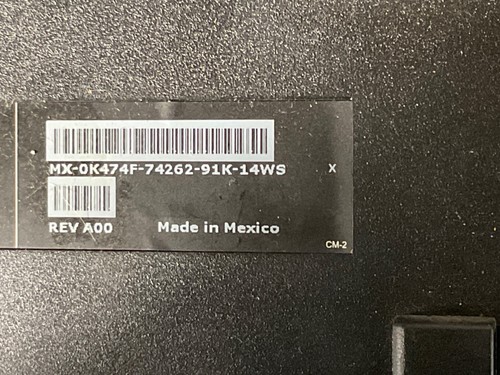 MX-0K474F-74262-91K-14WS X
REV A00 Made in Mexico
CM-2